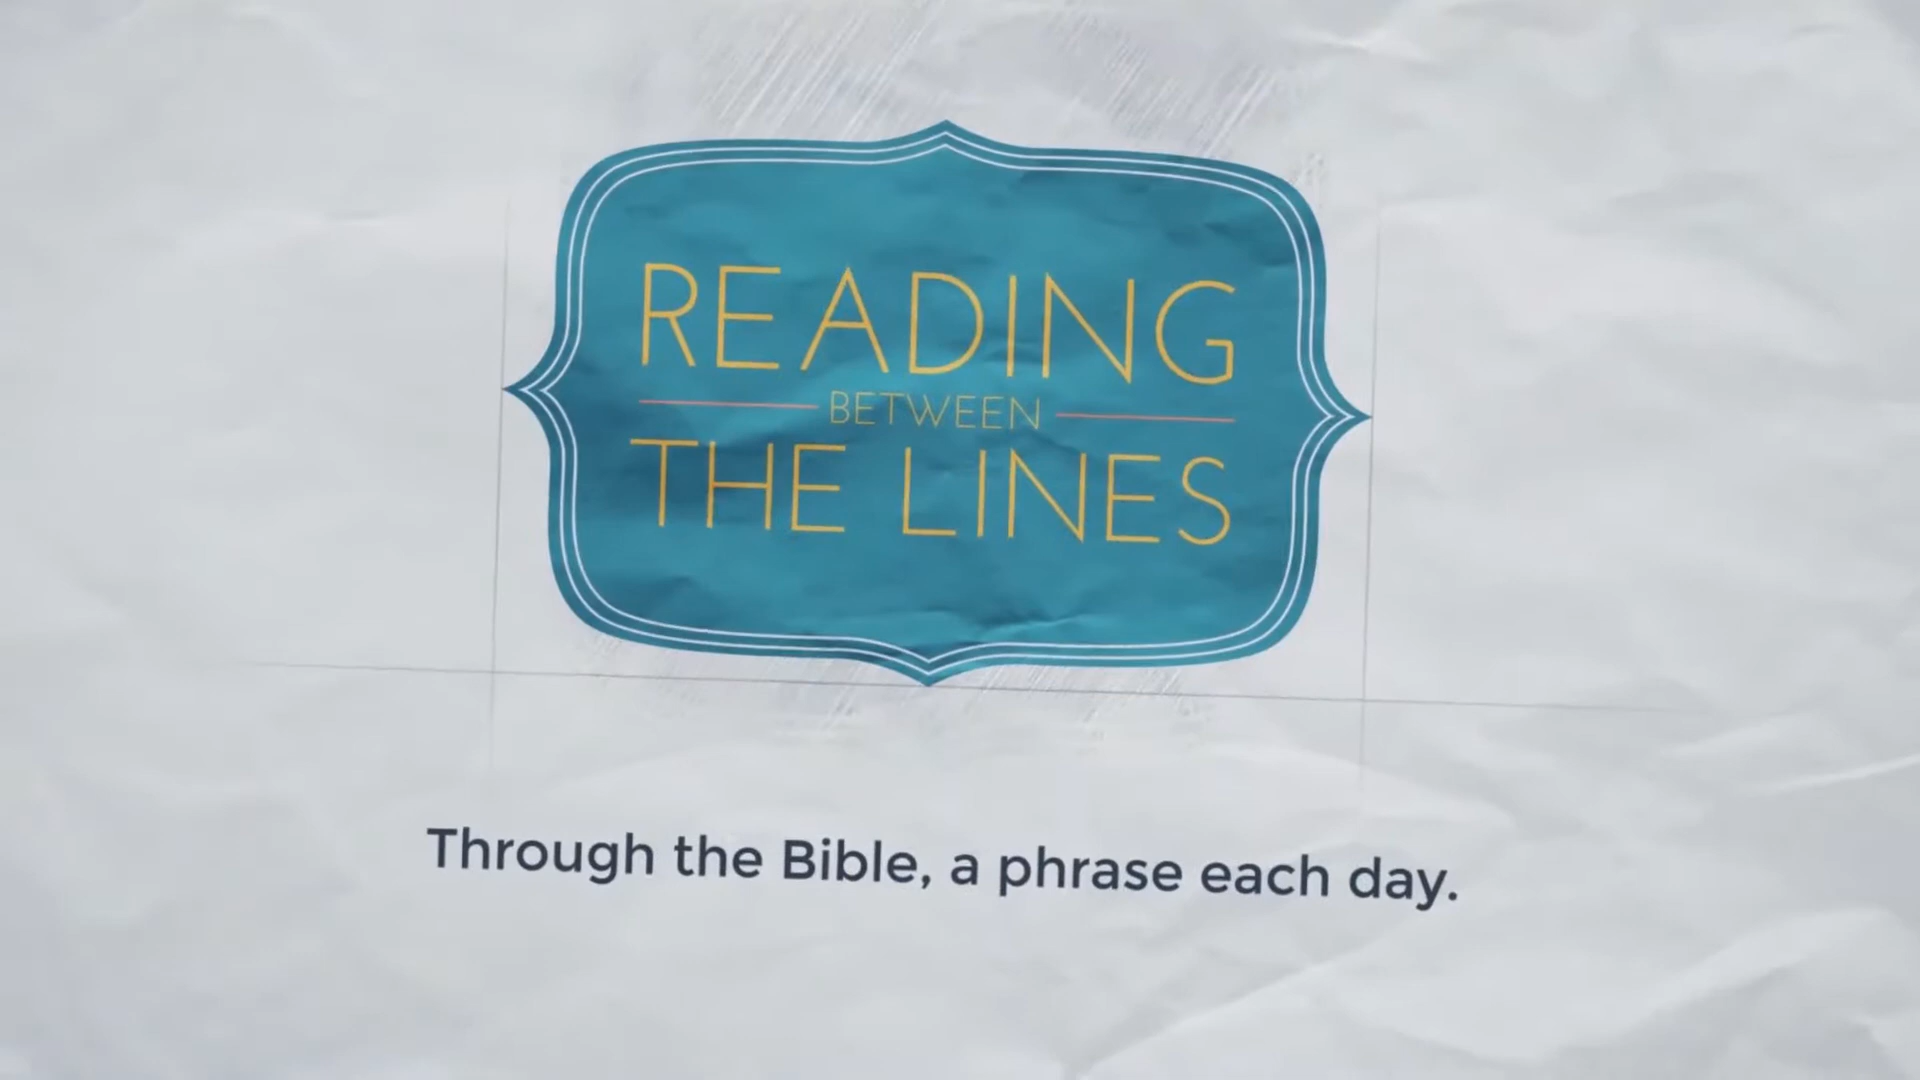 READING
BETWEEN
THE LINES
Through the Bible, a phrase each day.